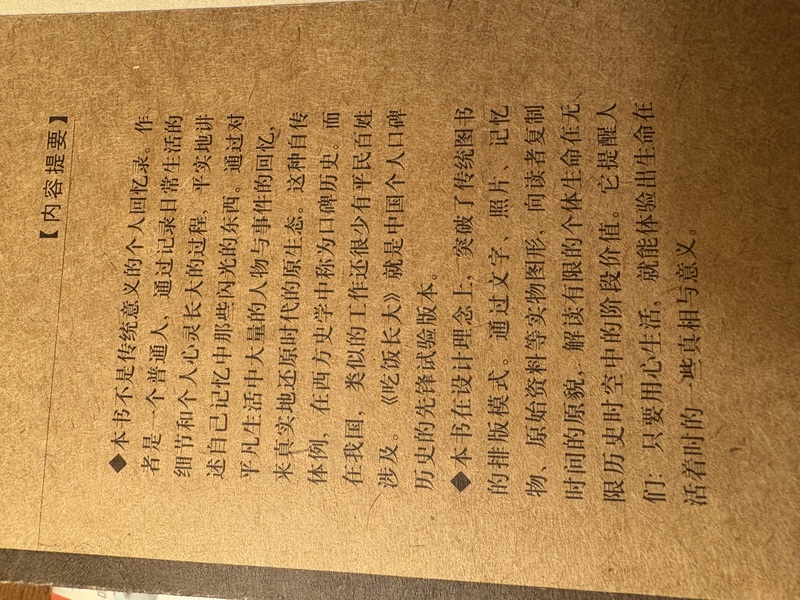 【内容提要】
◆本书不是传统意义的个人回忆录。作
者是一个普通人，通过记录日常生活的
细节和个人心灵长大的过程，平实地讲
述自己记忆中那些闪光的东西。通过对
平凡生活中大量的人物与事件的回忆，
来真实地还原时代的原生态。这种自传
体例，在西方史学中称为口碑历史。而
在我国，类似的工作还很少有平民百姓
涉及。《吃饭长大》就是中国个人口碑
历史的先锋试验版本。
◆本书在设计理念上，突破了传统图书
的排版模式。通过文字、照片、记忆
物、原始资料等实物图形，向读者复制
时间的原貌，解读有限的个体生命在无
限历史时空中的阶段价值。它提醒人
们：只要用心生活，就能体验出生命在
活着时的一些真相与意义。